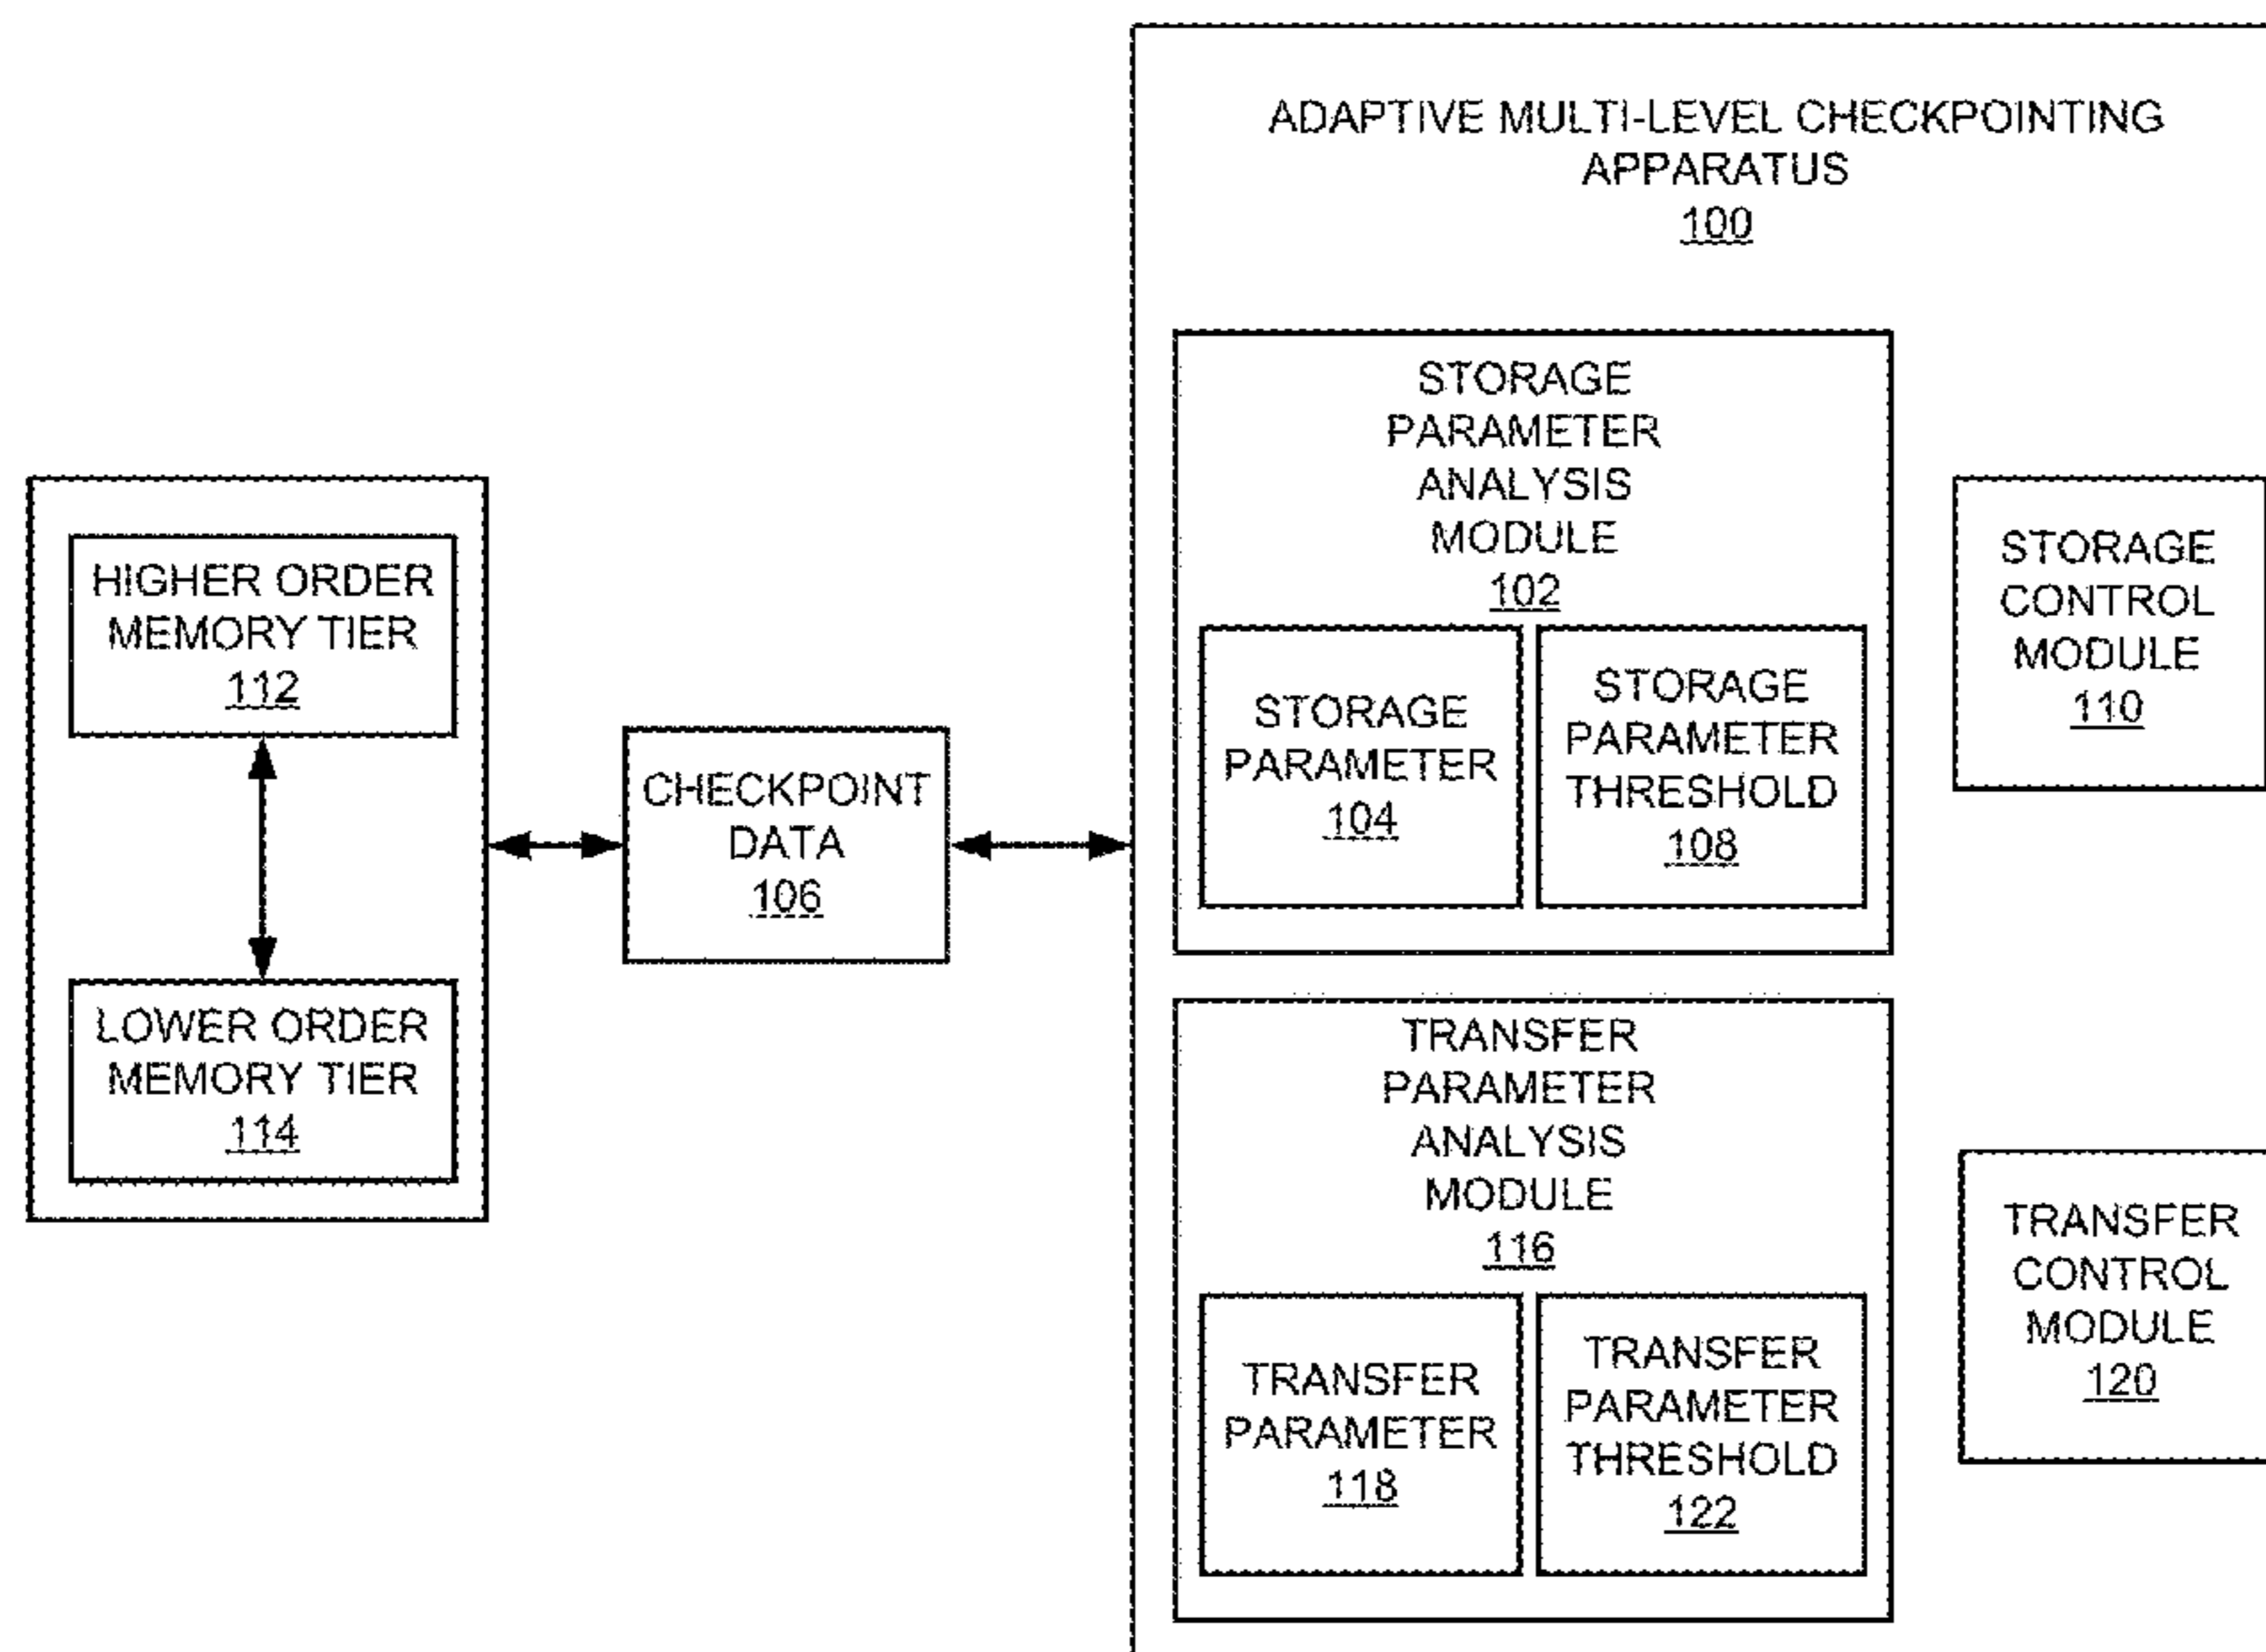 ADAPTIVE MULTI-LEVEL CHECKPOINTING
APPARATUS
100
STORAGE
PARAMETER
ANALYSIS
MODULE
102
STORAGE
PARAMETER
104
STORAGE
PARAMETER
THRESHOLD
108
STORAGE
CONTROL
MODULE
110
HIGHER ORDER
MEMORY TIER
112
LOWER ORDER
MEMORY TIER
114
CHECKPOINT
DATA
106
TRANSFER
PARAMETER
ANALYSIS
MODULE
116
TRANSFER
PARAMETER
118
TRANSFER
PARAMETER
THRESHOLD
122
TRANSFER
CONTROL
MODULE
120